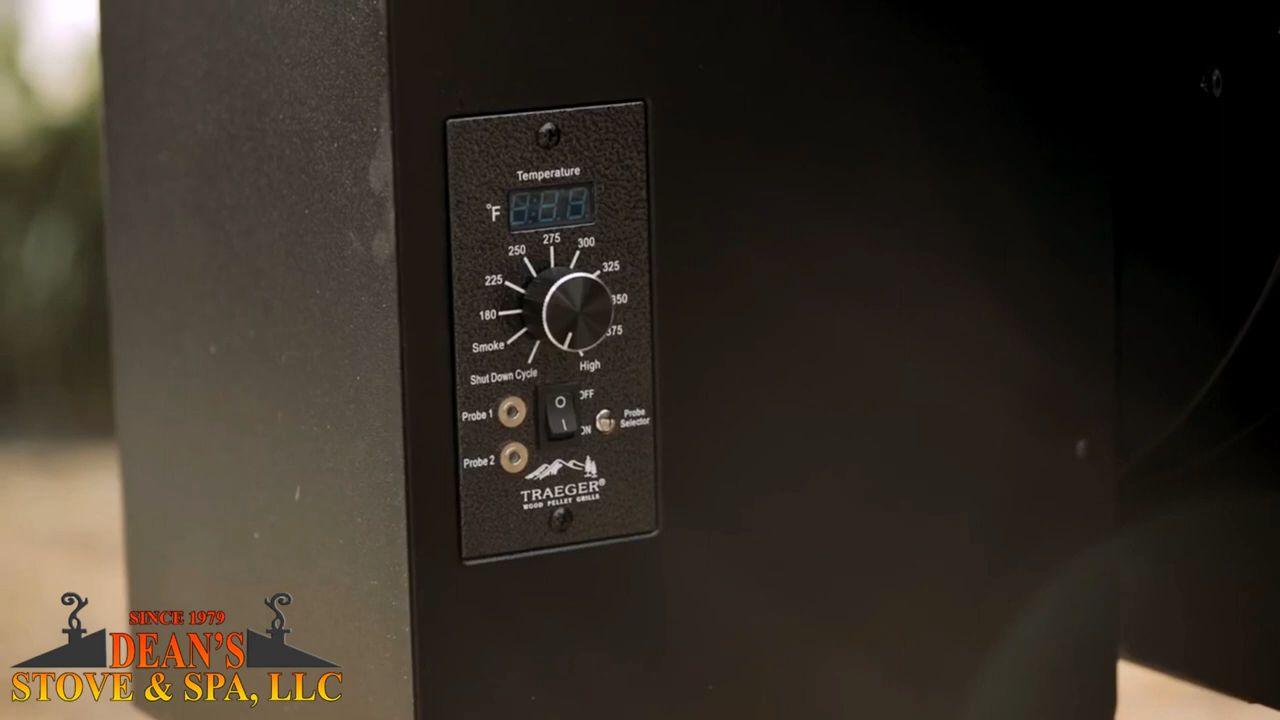 Temperature
°F
275
250
300
225
325
180
350
Smoke
375
High
Shut Down Cycle
OFF
Probe 1
O
I
ON
Probe Selector
Probe 2
TRAEGER®
WOOD PELLET GRILLS
SINCE 1979
DEAN'S
STOVE & SPA, LLC